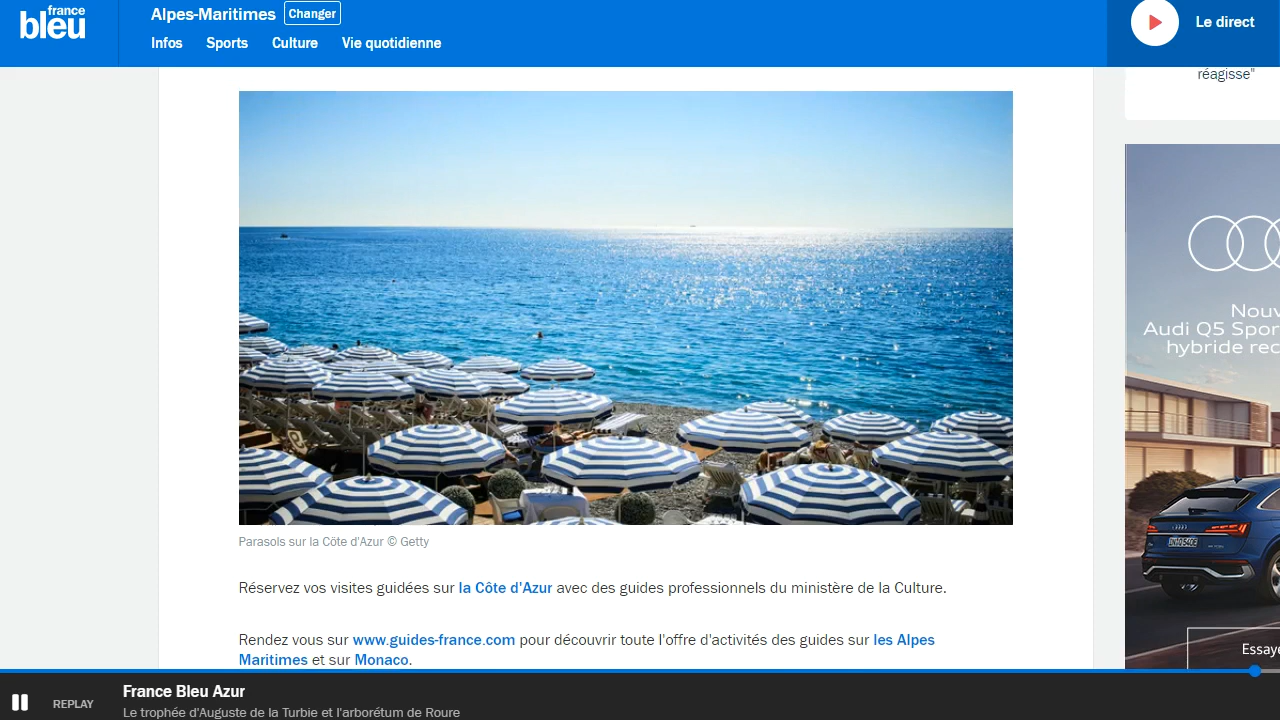 france
bleu
Alpes-Maritimes Changer
Infos Sports Culture Vie quotidienne
Le direct
réagisse"
Nouv
Audi Q5 Spor
hybride rec
Parasols sur la Côte d'Azur © Getty
Réservez vos visites guidées sur la Côte d'Azur avec des guides professionnels du ministère de la Culture.
Rendez vous sur www.guides-france.com pour découvrir toute l'offre d'activités des guides sur les Alpes
Maritimes et sur Monaco.
Essaye
REPLAY
France Bleu Azur
Le trophée d'Auguste de la Turbie et l'arborétum de Roure